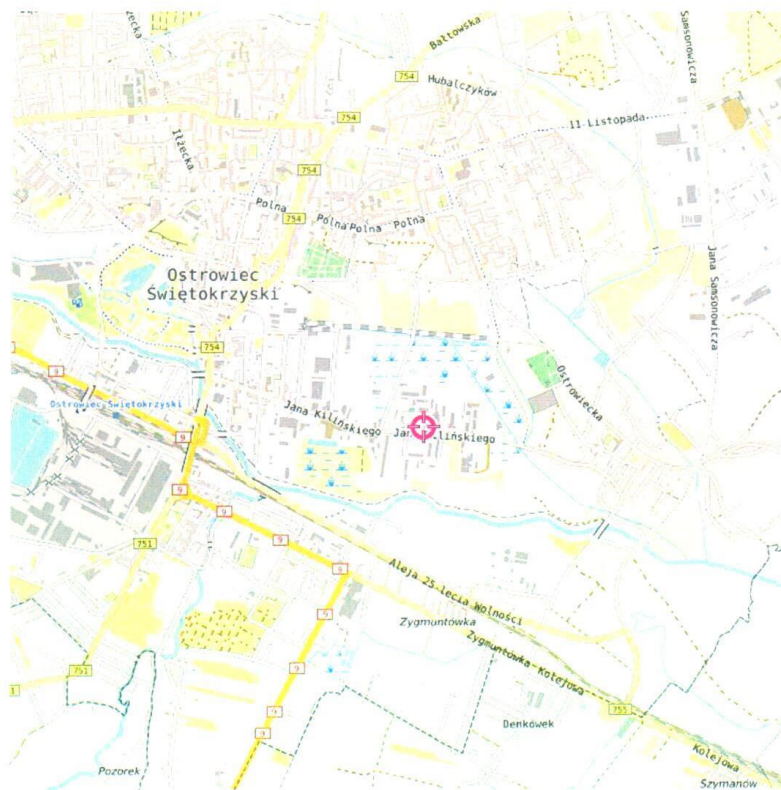 Bałtowska
Samsonowicza
754
Hubalczyków
754
11 Listopada
Iłżecka
754
Polna
754
Polna
Polna
Polna
Ostrowiec
Świętokrzyski
Jana Samsonowicza
754
9
Ostrowiec Świętokrzyski
Ostrowiecka
Jana Kilińskiego
9
9
9
751
9
9
Aleja 25-lecia Wolności
9
Zygmuntówka
Zygmuntówka-Kolejowa
9
751
9
755
9
Denkówek
Kolejowa
Pozorek
Szymanów